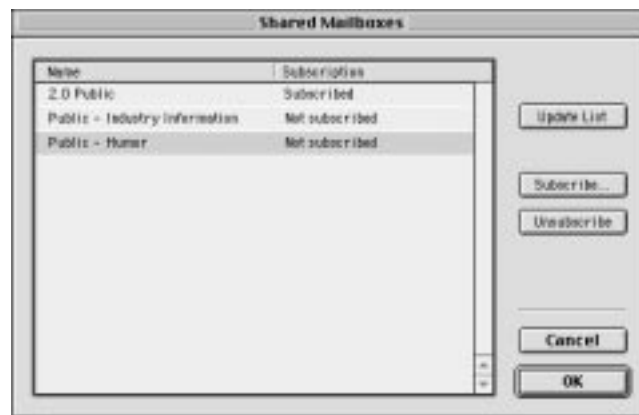 Shared Mailboxes
Name Subscription
2.0 Public Subscribed
Public - Industry Information Not subscribed
Public - Humor Not subscribed
Update List
Subscribe...
Unsubscribe
Cancel
OK